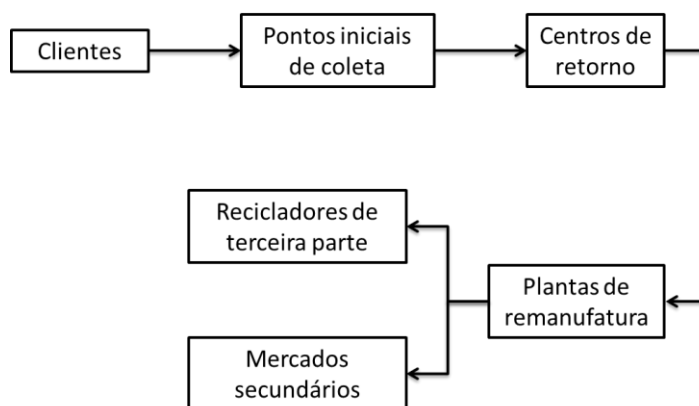 Clientes
Pontos iniciais
de coleta
Centros de
retorno
Recicladores de
terceira parte
Plantas de
remanufatura
Mercados
secundários